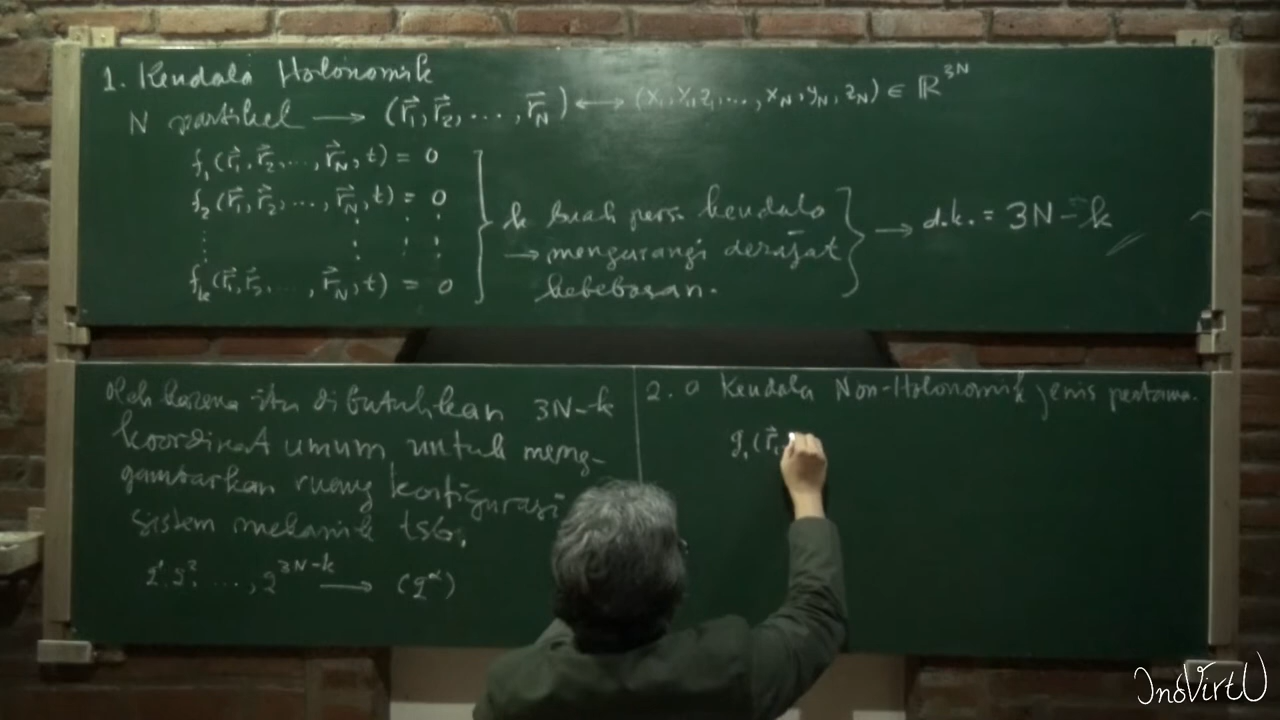 1. Kendala Holonomik
N partikel → (r⃗₁, r⃗₂, ..., r⃗_N) ↔ (x₁, y₁, z₁, ..., x_N, y_N, z_N) ∈ ℝ^3N
f₁(r⃗₁, r⃗₂, ..., r⃗_N, t) = 0
f₂(r⃗₁, r⃗₂, ..., r⃗_N, t) = 0
f_k(r⃗₁, r⃗₂, ..., r⃗_N, t) = 0
k buah pers. kendala
→ mengurangi derajat
kebebasan.
→ d.k. = 3N - k
Oleh karena itu dibutuhkan 3N-k
koordinat umum untuk meng-
gambarkan ruang konfigurasi
sistem mekanik tsb;
q¹, q², ..., q^3N-k → (q^α)
2. a Kendala Non-Holonomik jenis pertama.
g₁(r⃗₁
InoVirtU